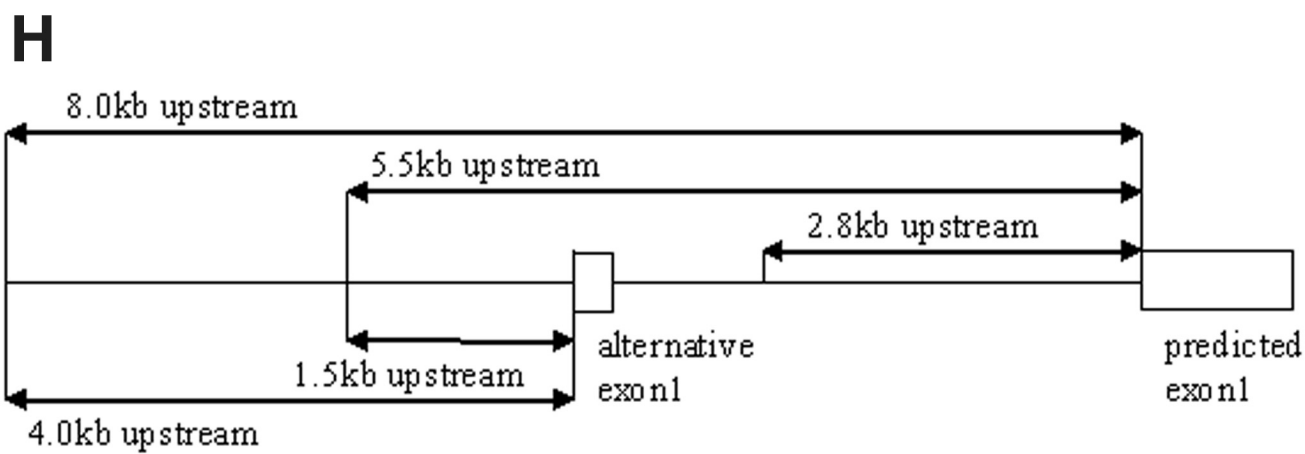 H
8.0kb upstream
5.5kb upstream
2.8kb upstream
alternative
exon1
predicted
exon1
1.5kb upstream
4.0kb upstream